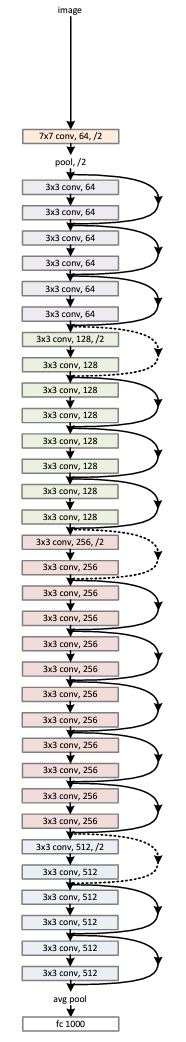 image
7x7 conv, 64, /2
pool, /2
3x3 conv, 64
3x3 conv, 64
3x3 conv, 64
3x3 conv, 64
3x3 conv, 64
3x3 conv, 64
3x3 conv, 128, /2
3x3 conv, 128
3x3 conv, 128
3x3 conv, 128
3x3 conv, 128
3x3 conv, 128
3x3 conv, 128
3x3 conv, 128
3x3 conv, 256, /2
3x3 conv, 256
3x3 conv, 256
3x3 conv, 256
3x3 conv, 256
3x3 conv, 256
3x3 conv, 256
3x3 conv, 256
3x3 conv, 256
3x3 conv, 256
3x3 conv, 256
3x3 conv, 256
3x3 conv, 512, /2
3x3 conv, 512
3x3 conv, 512
3x3 conv, 512
3x3 conv, 512
3x3 conv, 512
avg pool
fc 1000